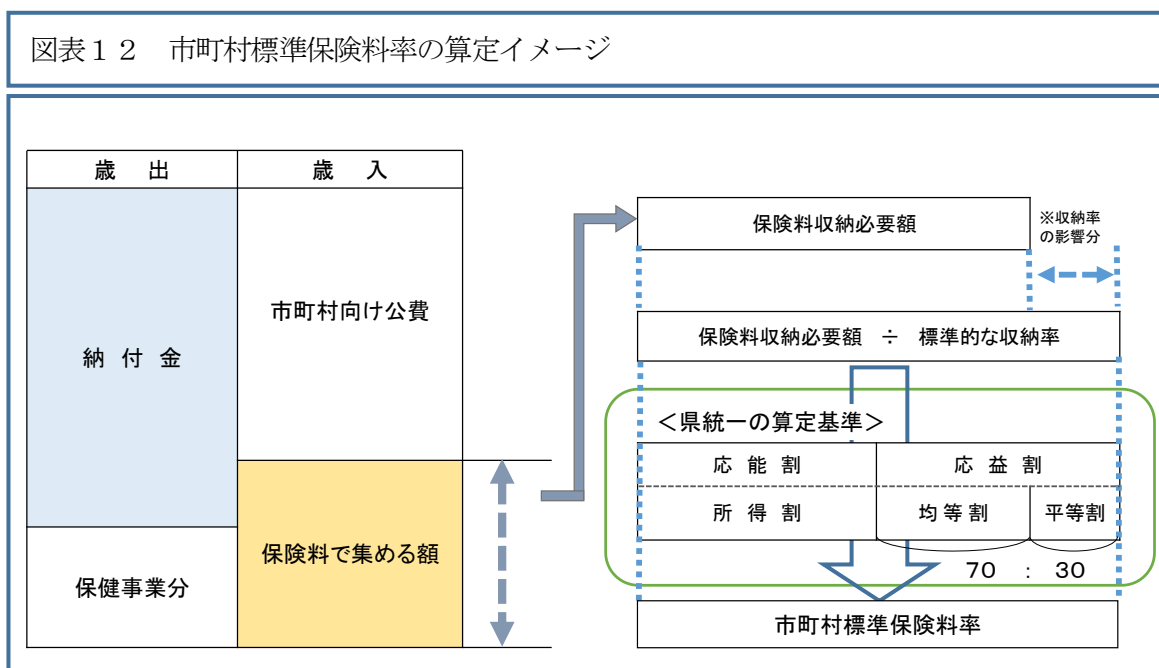 図表１２　市町村標準保険料率の算定イメージ
歳　出
歳　入
納 付 金
保健事業分
市町村向け公費
保険料で集める額
保険料収納必要額
※収納率
の影響分
保険料収納必要額　÷　標準的な収納率
＜県統一の算定基準＞
応 能 割
応 益 割
所 得 割
均 等 割
平等割
70　:　30
市町村標準保険料率